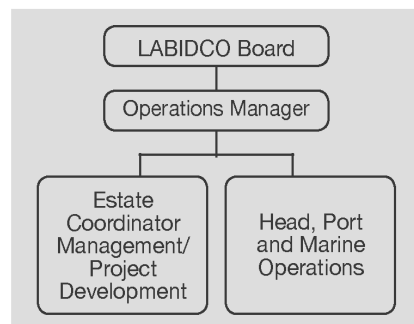 LABIDCO Board
Operations Manager
Estate
Coordinator
Management/
Project
Development
Head, Port
and Marine
Operations